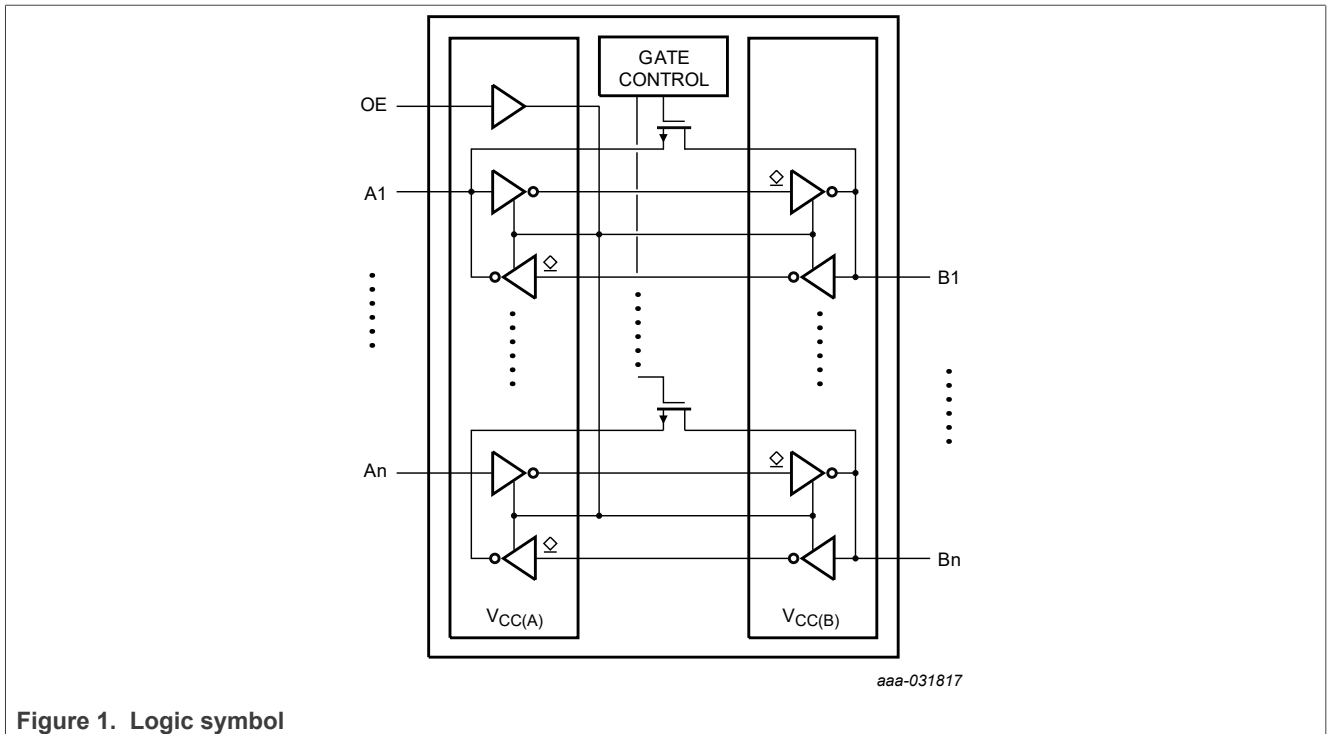 GATE
CONTROL
OE
A1
B1
An
Bn
VCC(A)
VCC(B)
aaa-031817
Figure 1. Logic symbol